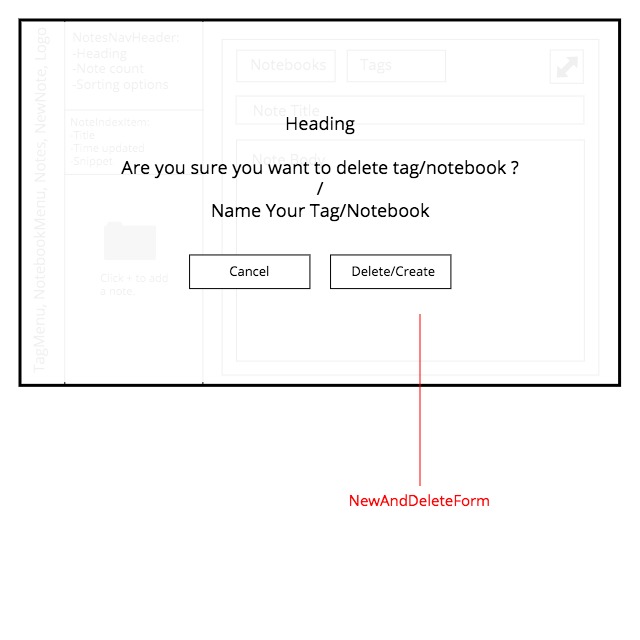 TagMenu, NotebookMenu, Notes, NewNote, Logo
NotesNavHeader:
-Heading
-Note count
-Sorting options
NoteIndexItem:
Title
Time updated
Snippet
Click + to add
a note.
Notebooks
Tags
Note Title
Note Body
Heading
Are you sure you want to delete tag/notebook ?
/
Name Your Tag/Notebook
Cancel
Delete/Create
NewAndDeleteForm